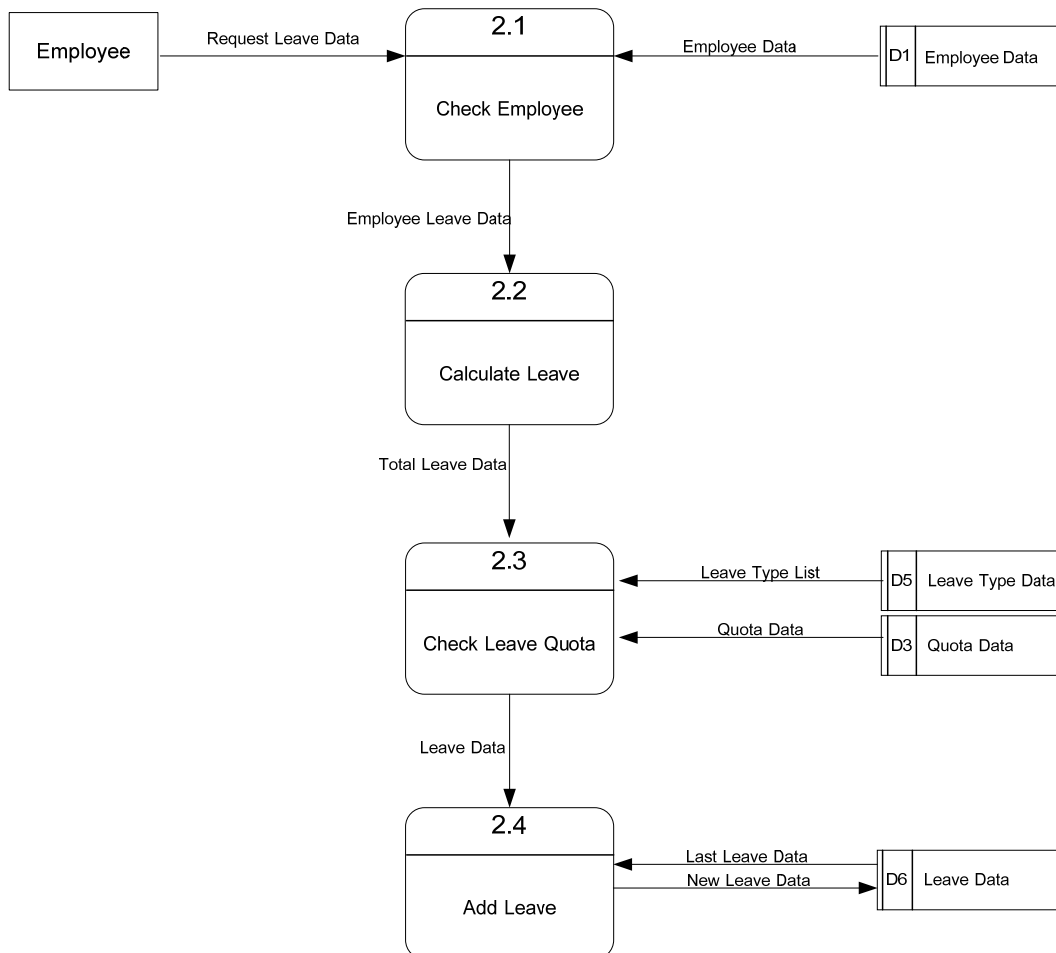 2.1
Employee
Request Leave Data
Employee Data
D1
Employee Data
Check Employee
Employee Leave Data
2.2
Calculate Leave
Total Leave Data
2.3
Leave Type List
D5
Leave Type Data
Quota Data
D3
Quota Data
Check Leave Quota
Leave Data
2.4
Last Leave Data
New Leave Data
D6
Leave Data
Add Leave